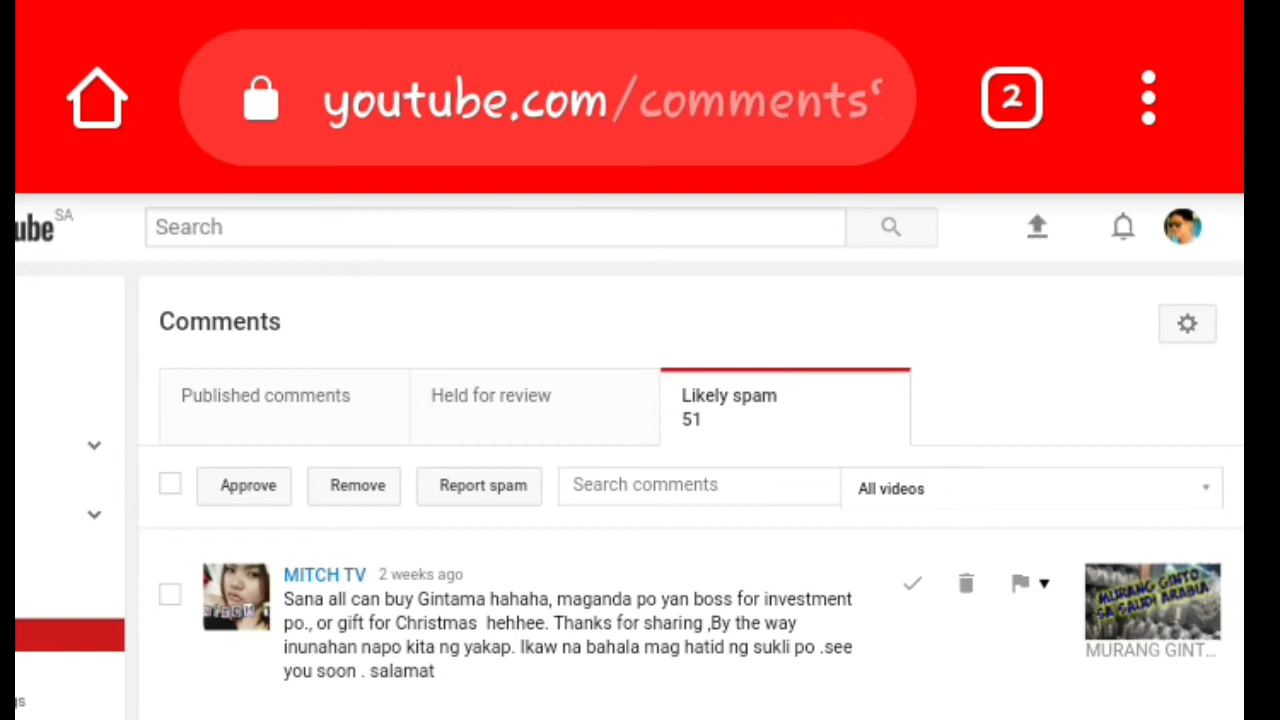 youtube.com/comments
2
ube SA
Search
Comments
Published comments
Held for review
Likely spam
51
Approve
Remove
Report spam
Search comments
All videos
MITCH TV 2 weeks ago
Sana all can buy Gintama hahaha, maganda po yan boss for investment
po., or gift for Christmas hehhee. Thanks for sharing ,By the way
inunahan napo kita ng yakap. Ikaw na bahala mag hatid ng sukli po .see
you soon . salamat
MURANG GINTO
SA SAUDI ARABIA
MURANG GINT...
gs